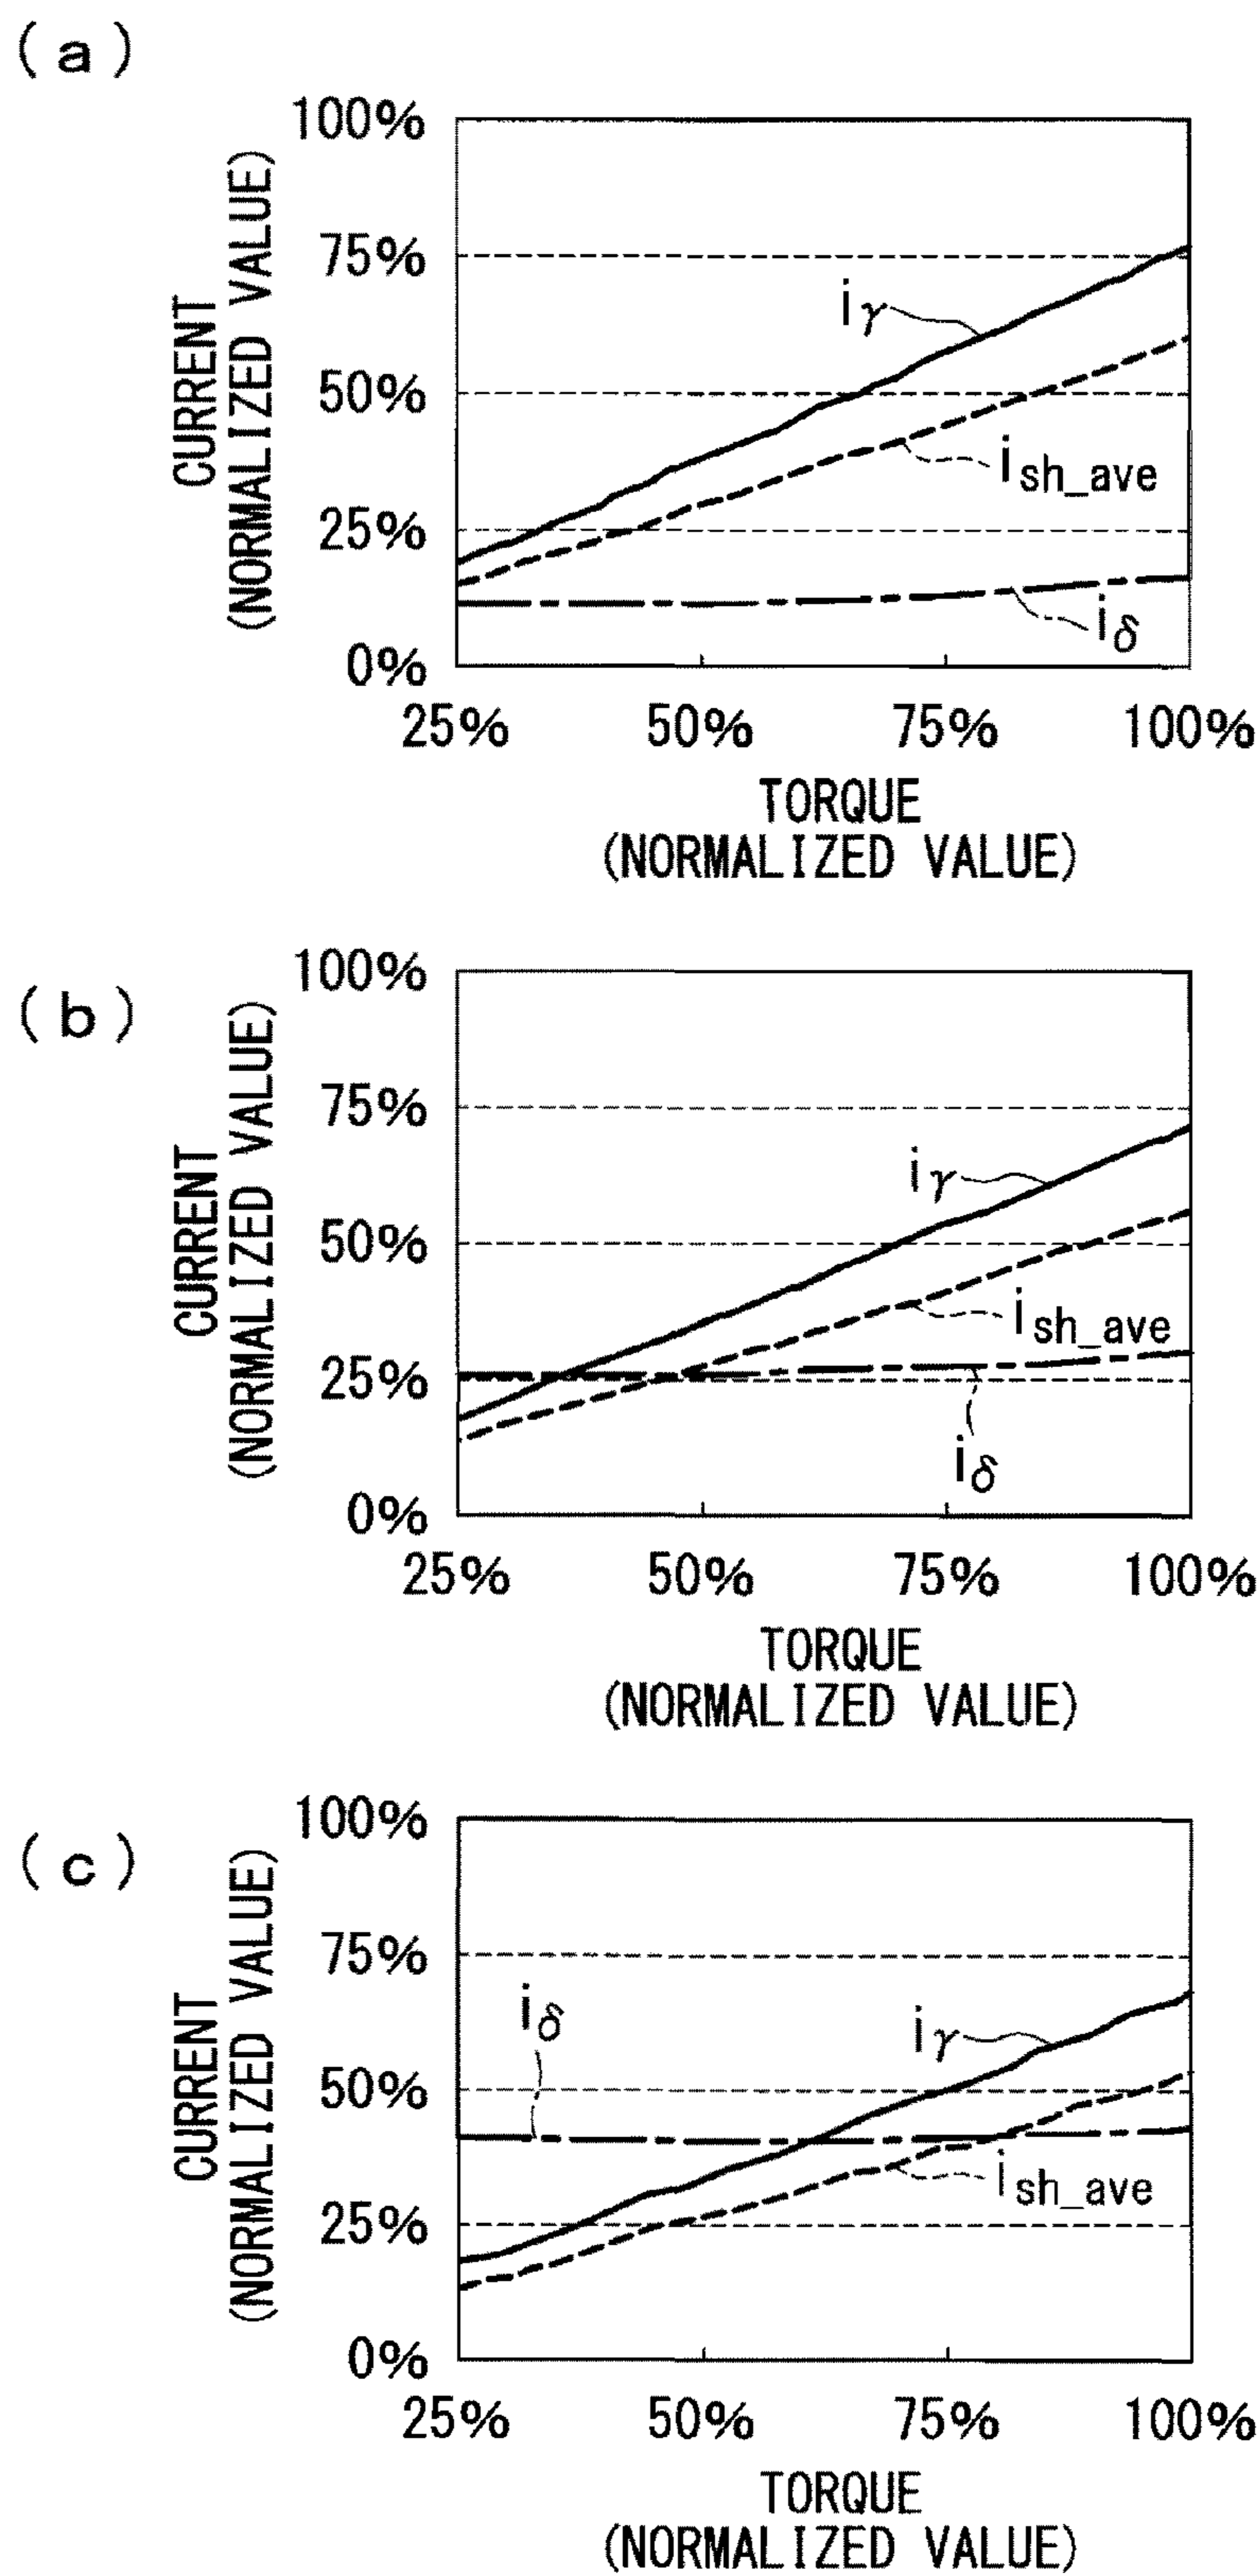 (a)
CURRENT
(NORMALIZED VALUE)
100%
75%
50%
25%
0%
iγ
ish_ave
iδ
25% 50% 75% 100%
TORQUE
(NORMALIZED VALUE)
(b)
CURRENT
(NORMALIZED VALUE)
100%
75%
50%
25%
0%
iγ
ish_ave
iδ
25% 50% 75% 100%
TORQUE
(NORMALIZED VALUE)
(c)
CURRENT
(NORMALIZED VALUE)
100%
75%
50%
25%
0%
iδ
iγ
ish_ave
25% 50% 75% 100%
TORQUE
(NORMALIZED VALUE)